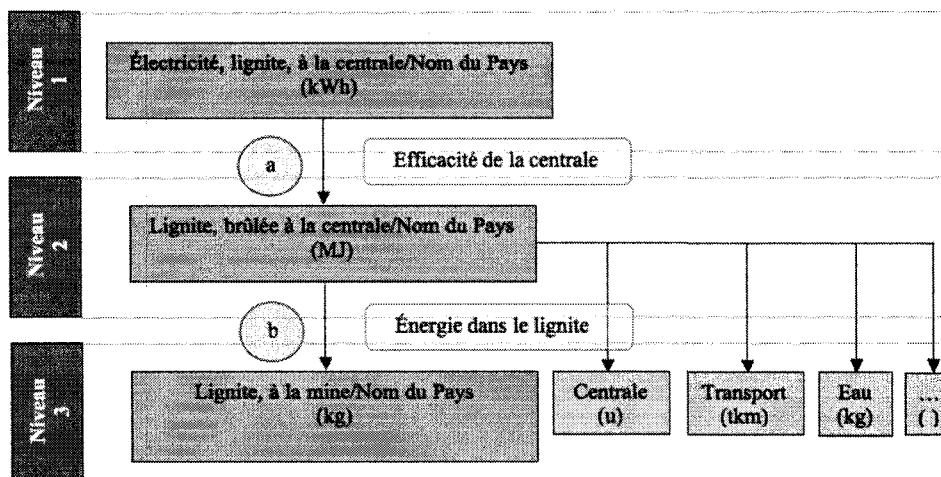 Niveau
1
Électricité, lignite, à la centrale/Nom du Pays
(kWh)
a
Efficacité de la centrale
Niveau
2
Lignite, brûlée à la centrale/Nom du Pays
(MJ)
b
Énergie dans le lignite
Niveau
3
Lignite, à la mine/Nom du Pays
(kg)
Centrale
(u)
Transport
(tkm)
Eau
(kg)
...
( )